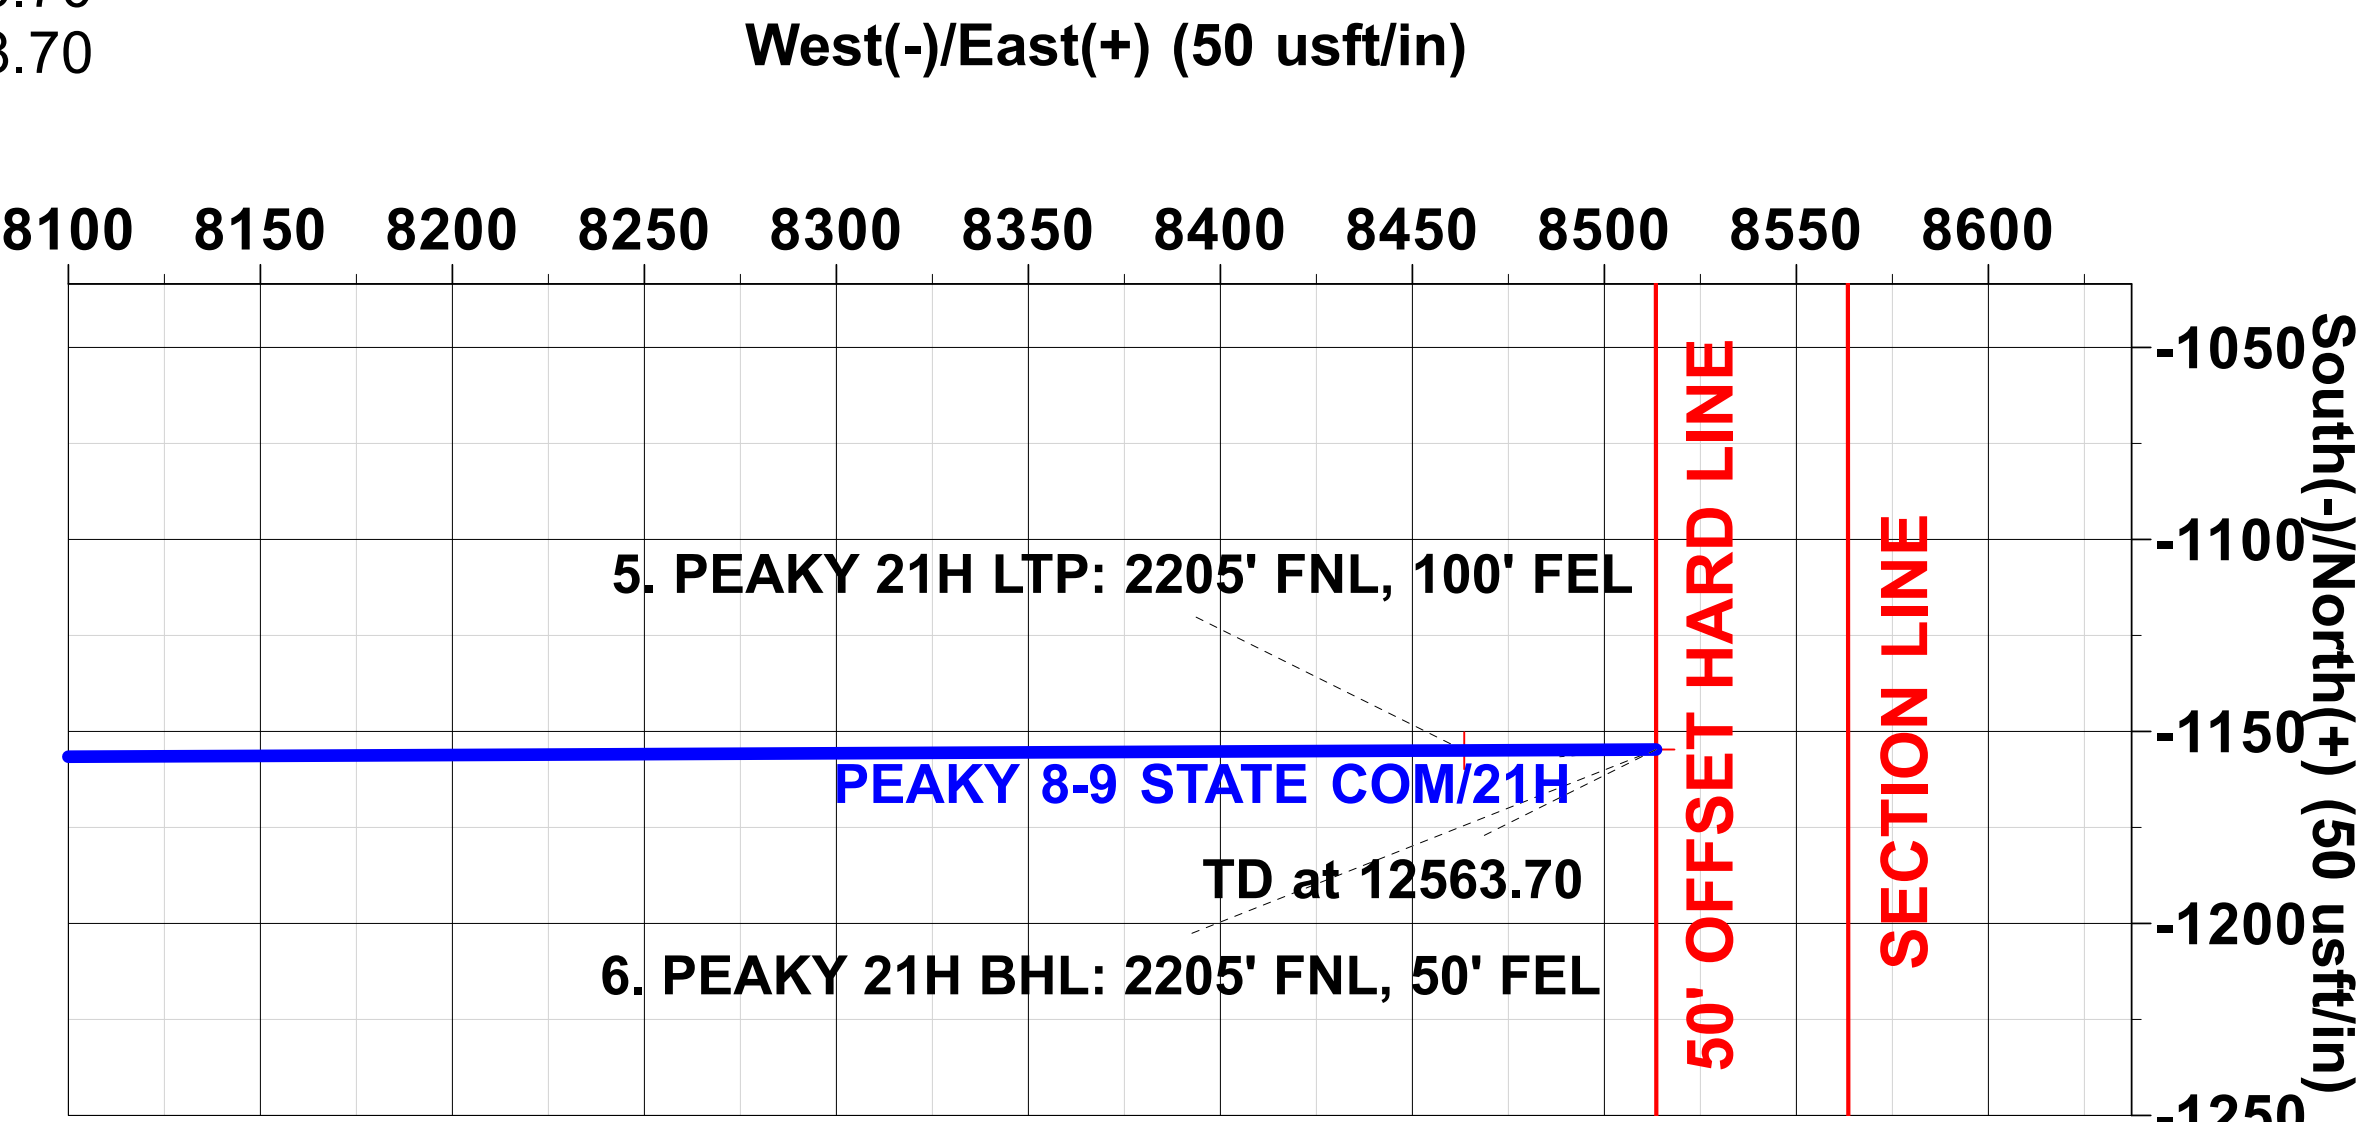 3.70
West(-)/East(+) (50 usft/in)
8100 8150 8200 8250 8300 8350 8400 8450 8500 8550 8600
-1050
-1100
-1150
-1200
-1250
South(-)/North(+) (50 usft/in)
5. PEAKY 21H LTP: 2205' FNL, 100' FEL
PEAKY 8-9 STATE COM/21H
TD at 12563.70
6. PEAKY 21H BHL: 2205' FNL, 50' FEL
50' OFFSET HARD LINE
SECTION LINE